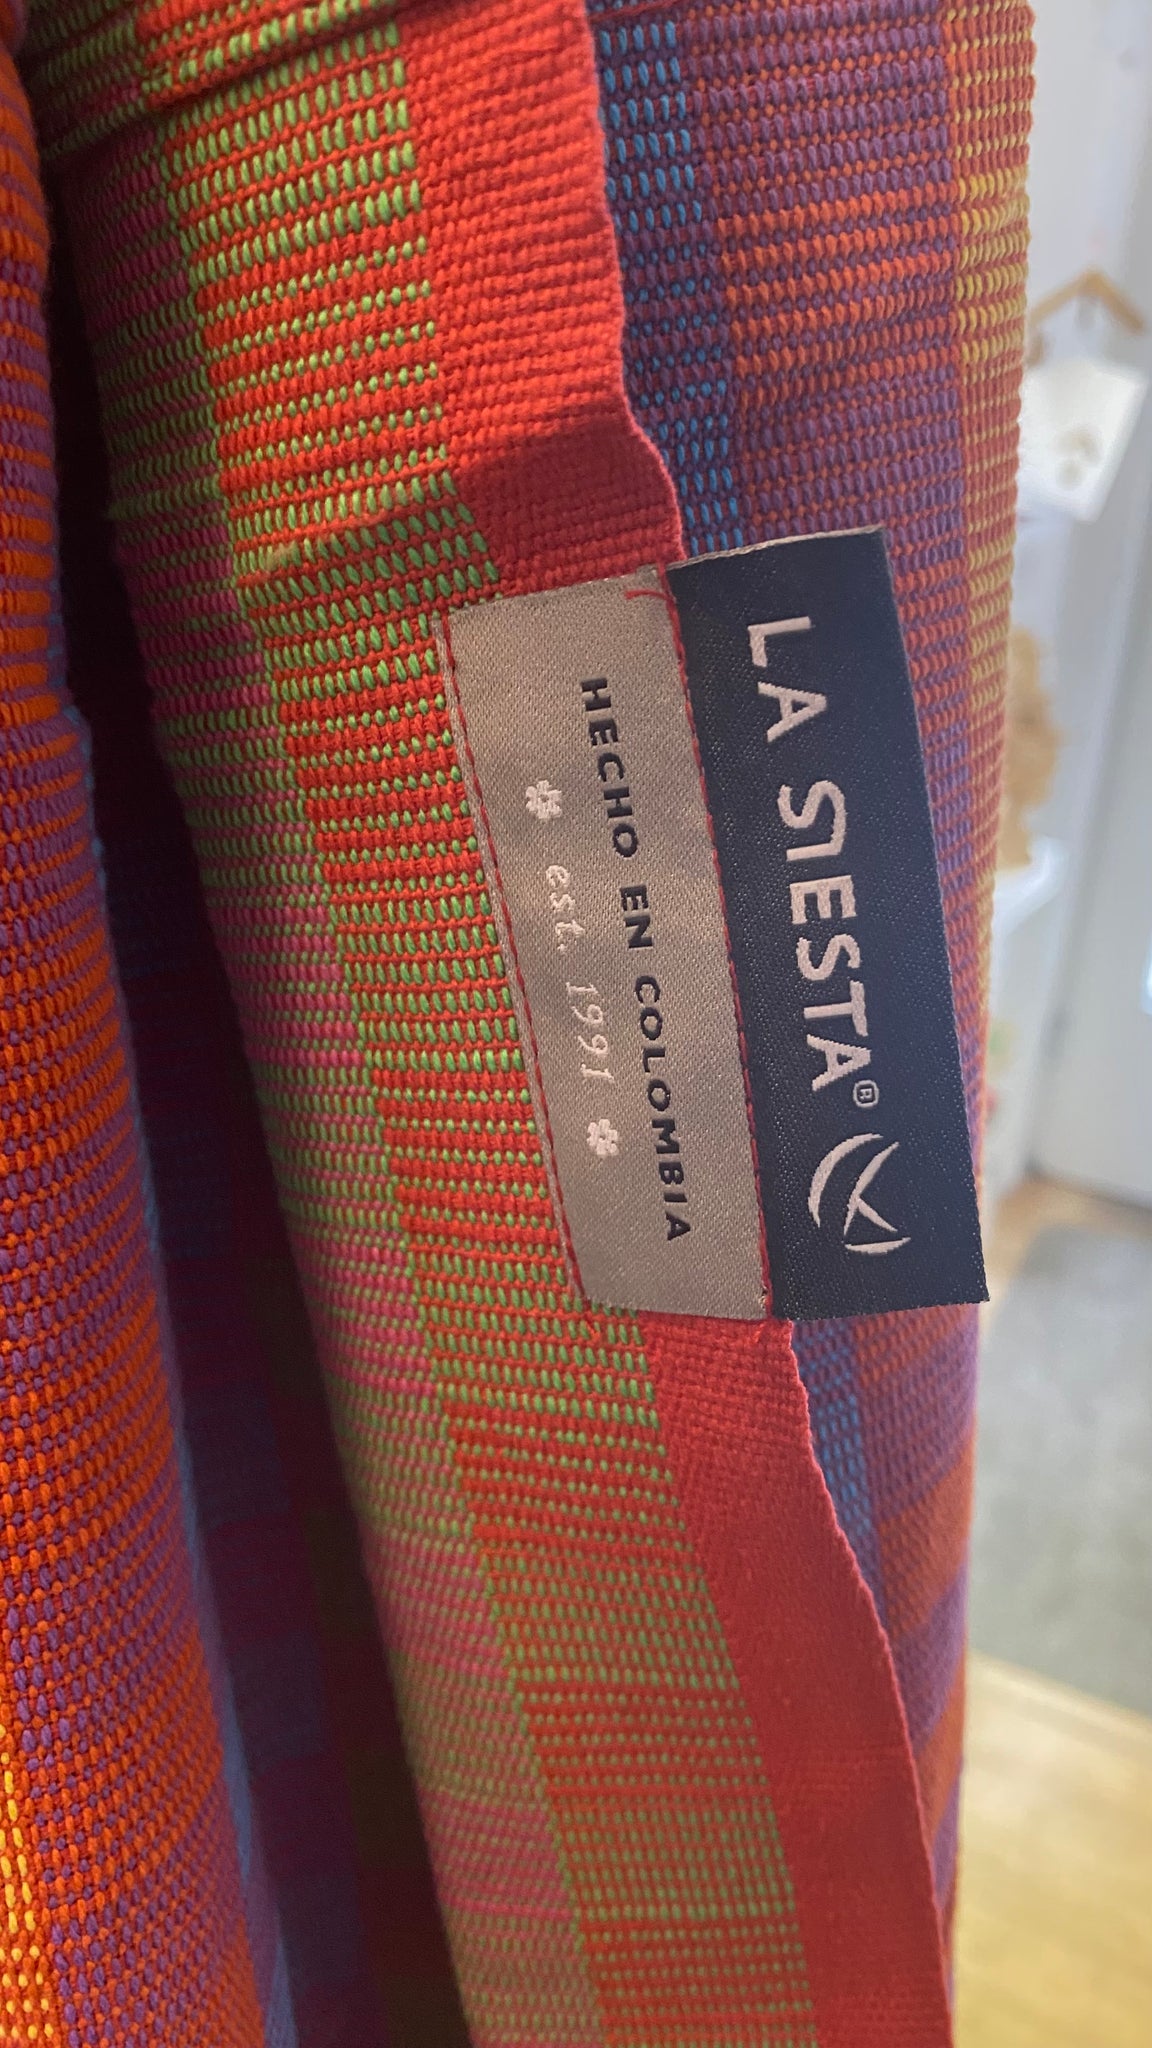 LA SIESTA®
HECHO EN COLOMBIA
est. 1991